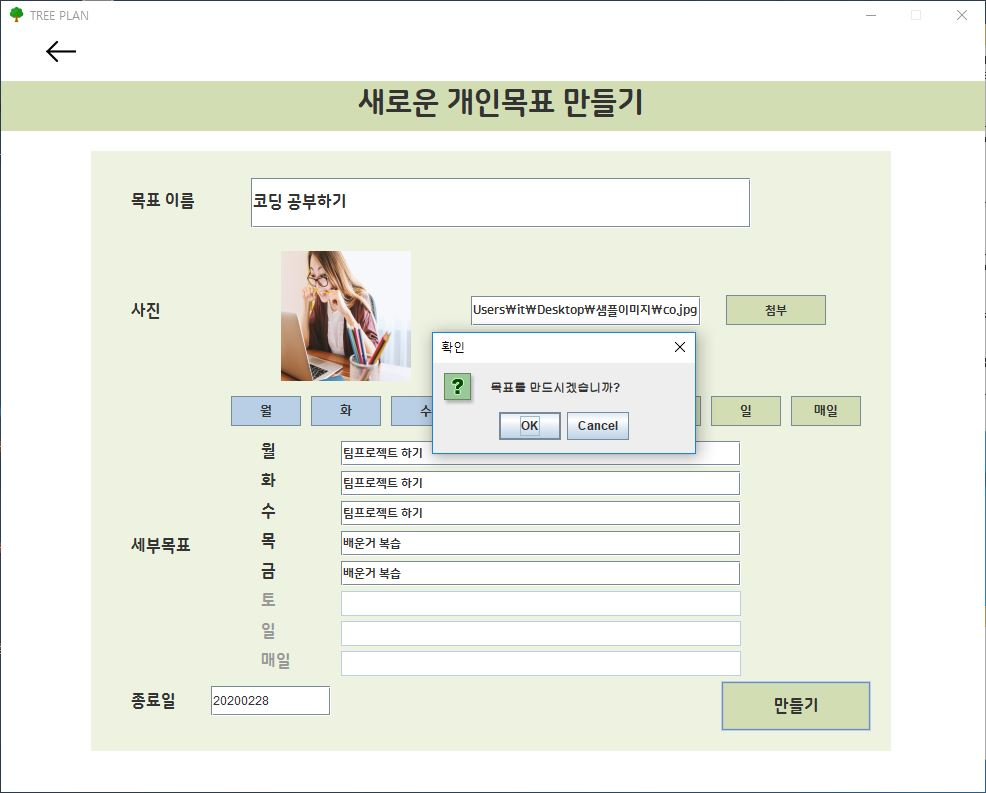 TREE PLAN
새로운 개인목표 만들기
목표 이름 코딩 공부하기
사진 Users₩it₩Desktop₩샘플이미지₩co.jpg 첨부
확인
목표를 만드시겠습니까?
OK Cancel
월 화 수 일 매일
월 팀프로젝트 하기
화 팀프로젝트 하기
수 팀프로젝트 하기
세부목표
목 배운거 복습
금 배운거 복습
토
일
매일
종료일 20200228 만들기